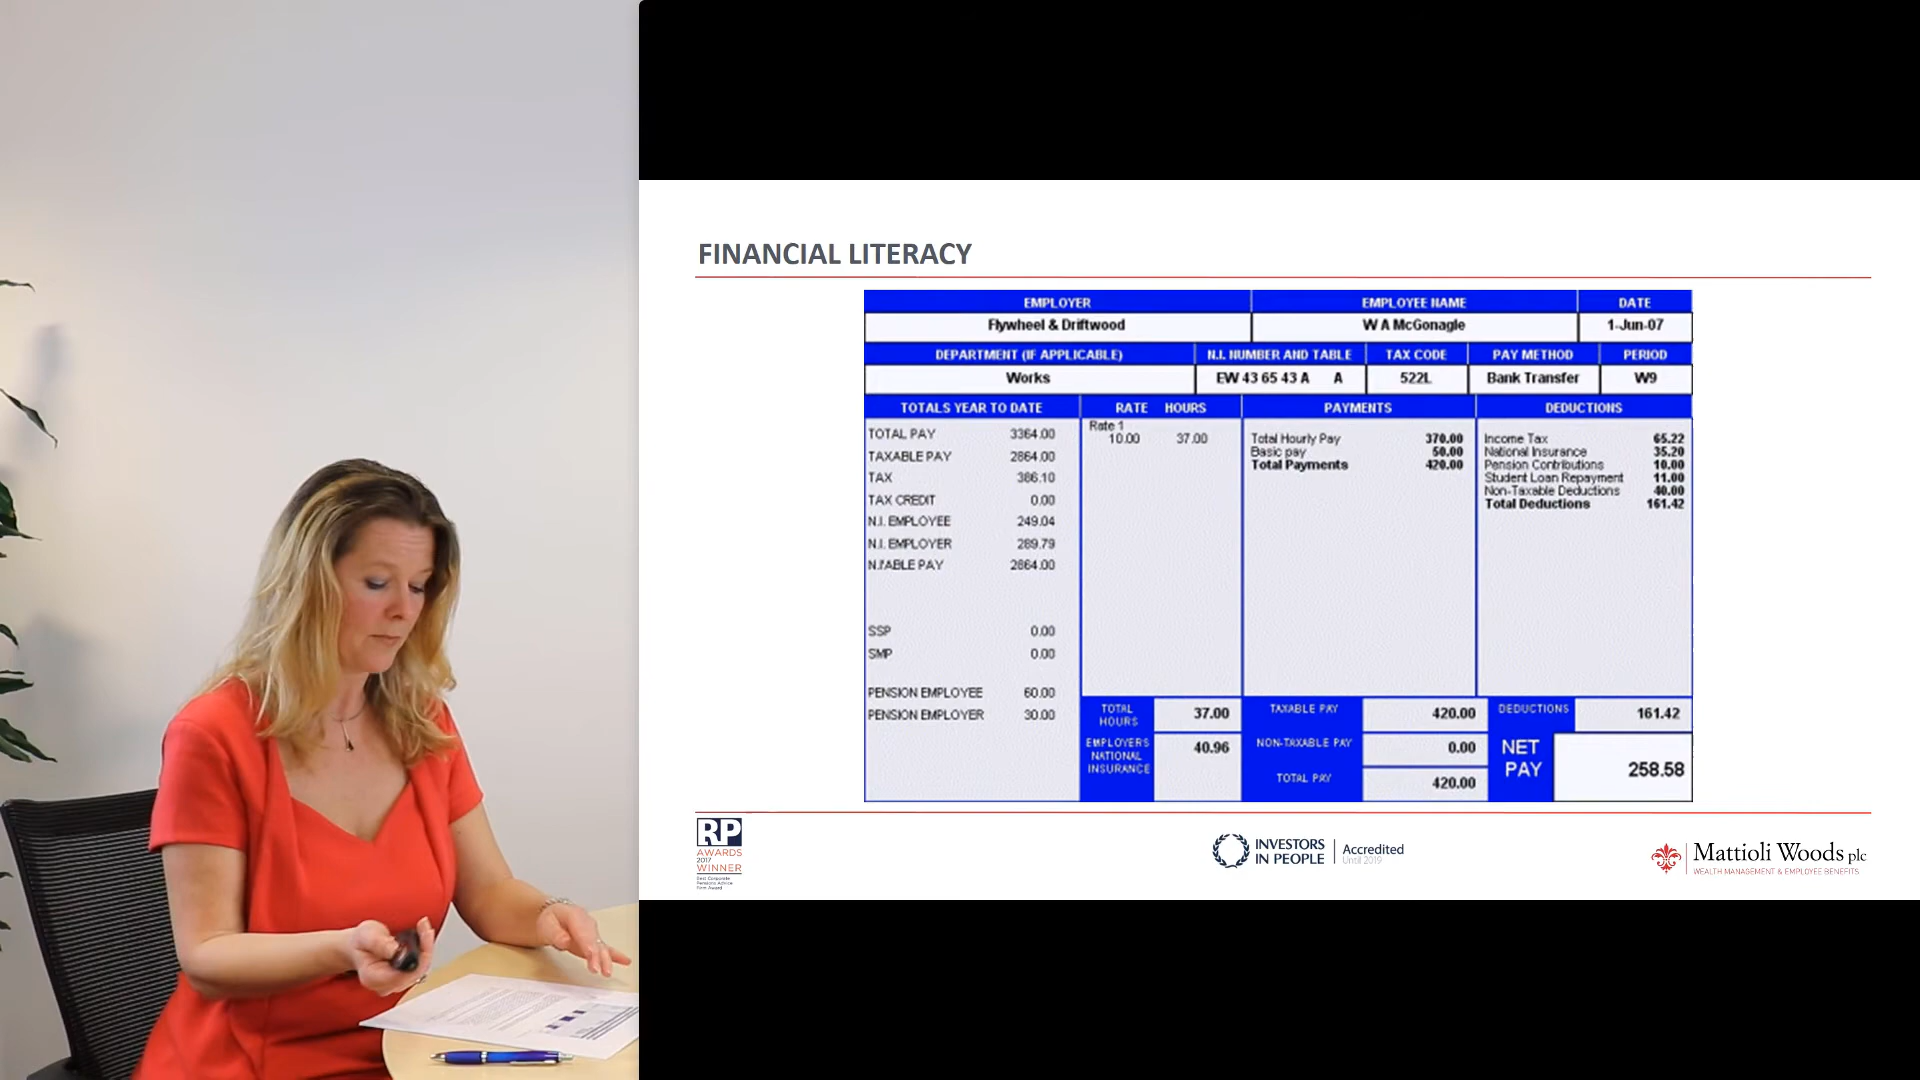 FINANCIAL LITERACY
EMPLOYER EMPLOYEE NAME DATE
Flywheel & Driftwood W A McGonagle 1-Jun-07
DEPARTMENT (IF APPLICABLE) N.I. NUMBER AND TABLE TAX CODE PAY METHOD PERIOD
Works EW 43 65 43 A A 522L Bank Transfer W9
TOTALS YEAR TO DATE RATE HOURS PAYMENTS DEDUCTIONS
TOTAL PAY 3364.00
TAXABLE PAY 2864.00
TAX 386.10
TAX CREDIT 0.00
N.I. EMPLOYEE 249.04
N.I. EMPLOYER 289.79
N.I'ABLE PAY 2864.00
SSP 0.00
SMP 0.00
PENSION EMPLOYEE 60.00
PENSION EMPLOYER 30.00
Rate 1
10.00 37.00
Total Hourly Pay 370.00
Basic pay 50.00
Total Payments 420.00
Income Tax 65.22
National Insurance 35.20
Pension Contributions 10.00
Student Loan Repayment 11.00
Non-Taxable Deductions 40.00
Total Deductions 161.42
TOTAL HOURS 37.00
EMPLOYERS NATIONAL INSURANCE 40.96
TAXABLE PAY 420.00
NON-TAXABLE PAY 0.00
TOTAL PAY 420.00
DEDUCTIONS 161.42
NET PAY 258.58
RP
AWARDS
2017
WINNER
Best Corporate
Pensions Advice
Firm Award
INVESTORS
IN PEOPLE
Accredited
Until 2019
Mattioli Woods plc
WEALTH MANAGEMENT & EMPLOYEE BENEFITS